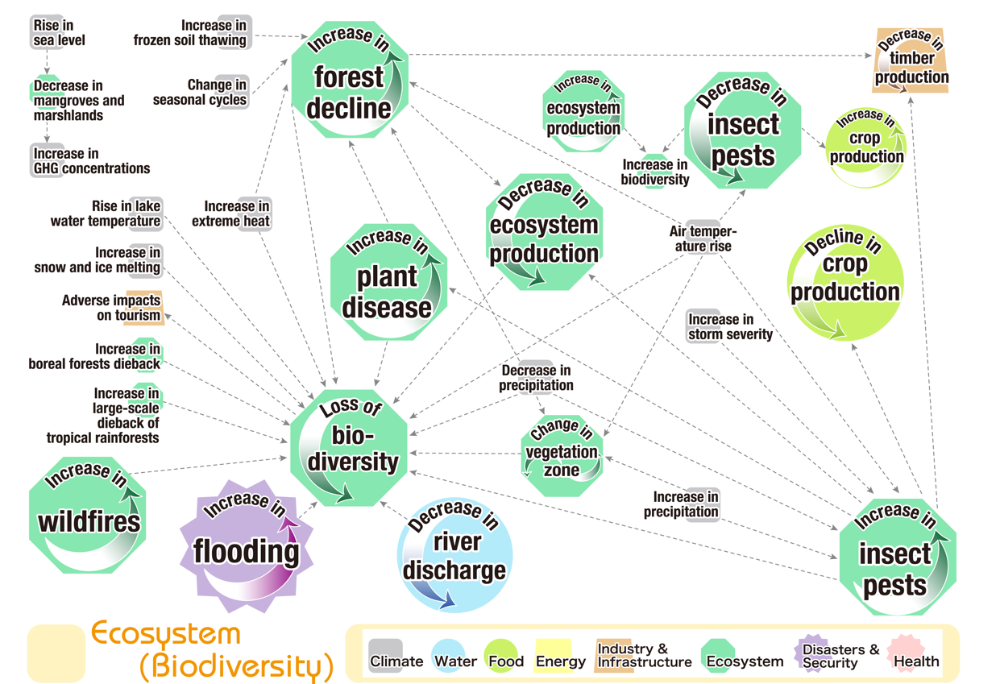 Rise in
sea level
Decrease in
mangroves and
marshlands
Increase in
GHG concentrations
Increase in
frozen soil thawing
Change in
seasonal cycles
Increase in
forest
decline
Increase in
ecosystem
production
Decrease in
insect
pests
Increase in
biodiversity
Decrease in
timber
production
Increase in
crop
production
Rise in lake
water temperature
Increase in
extreme heat
Increase in
snow and ice melting
Adverse impacts
on tourism
Increase in
boreal forests dieback
Increase in
large-scale
dieback of
tropical rainforests
Increase in
plant
disease
Decrease in
ecosystem
production
Air temper-
ature rise
Decline in
crop
production
Increase in
storm severity
Decrease in
precipitation
Loss of
bio-
diversity
Change in
vegetation
zone
Increase in
precipitation
Increase in
wildfires
Increase in
flooding
Decrease in
river
discharge
Increase in
insect
pests
Ecosystem
(Biodiversity)
Climate
Water
Food
Energy
Industry &
Infrastructure
Ecosystem
Disasters &
Security
Health